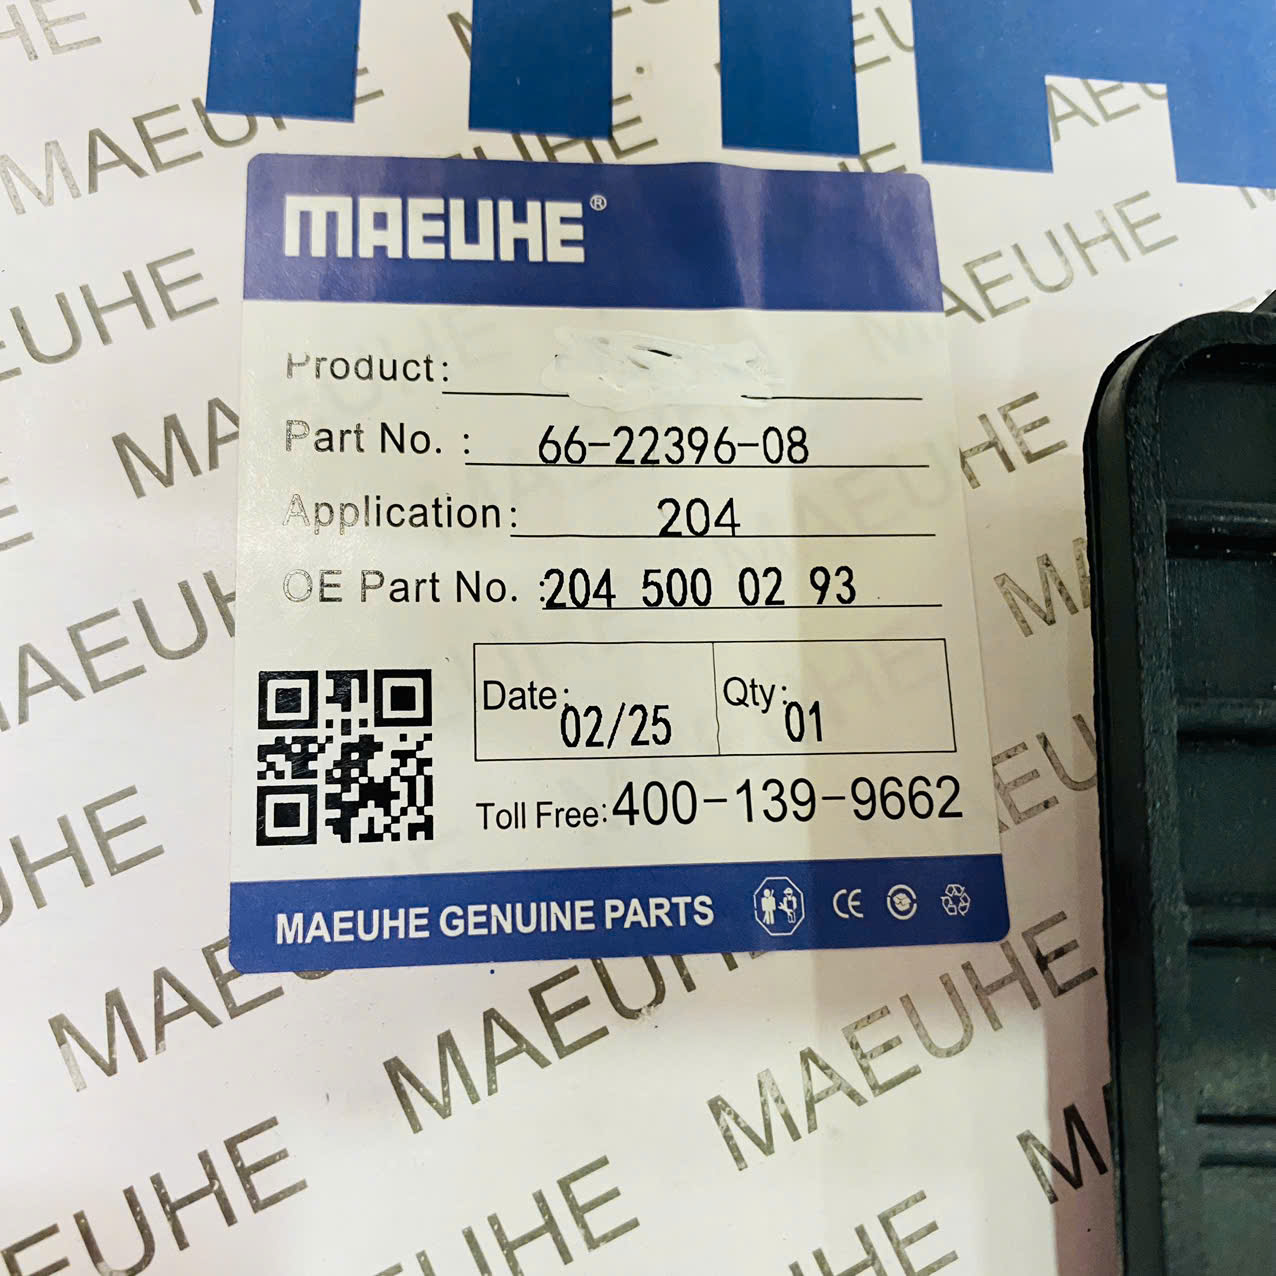 MAEUHE®
Product:
Part No. : 66-22396-08
Application: 204
OE Part No. :204 500 02 93
Date: 02/25
Qty: 01
Toll Free:400-139-9662
MAEUHE GENUINE PARTS CE